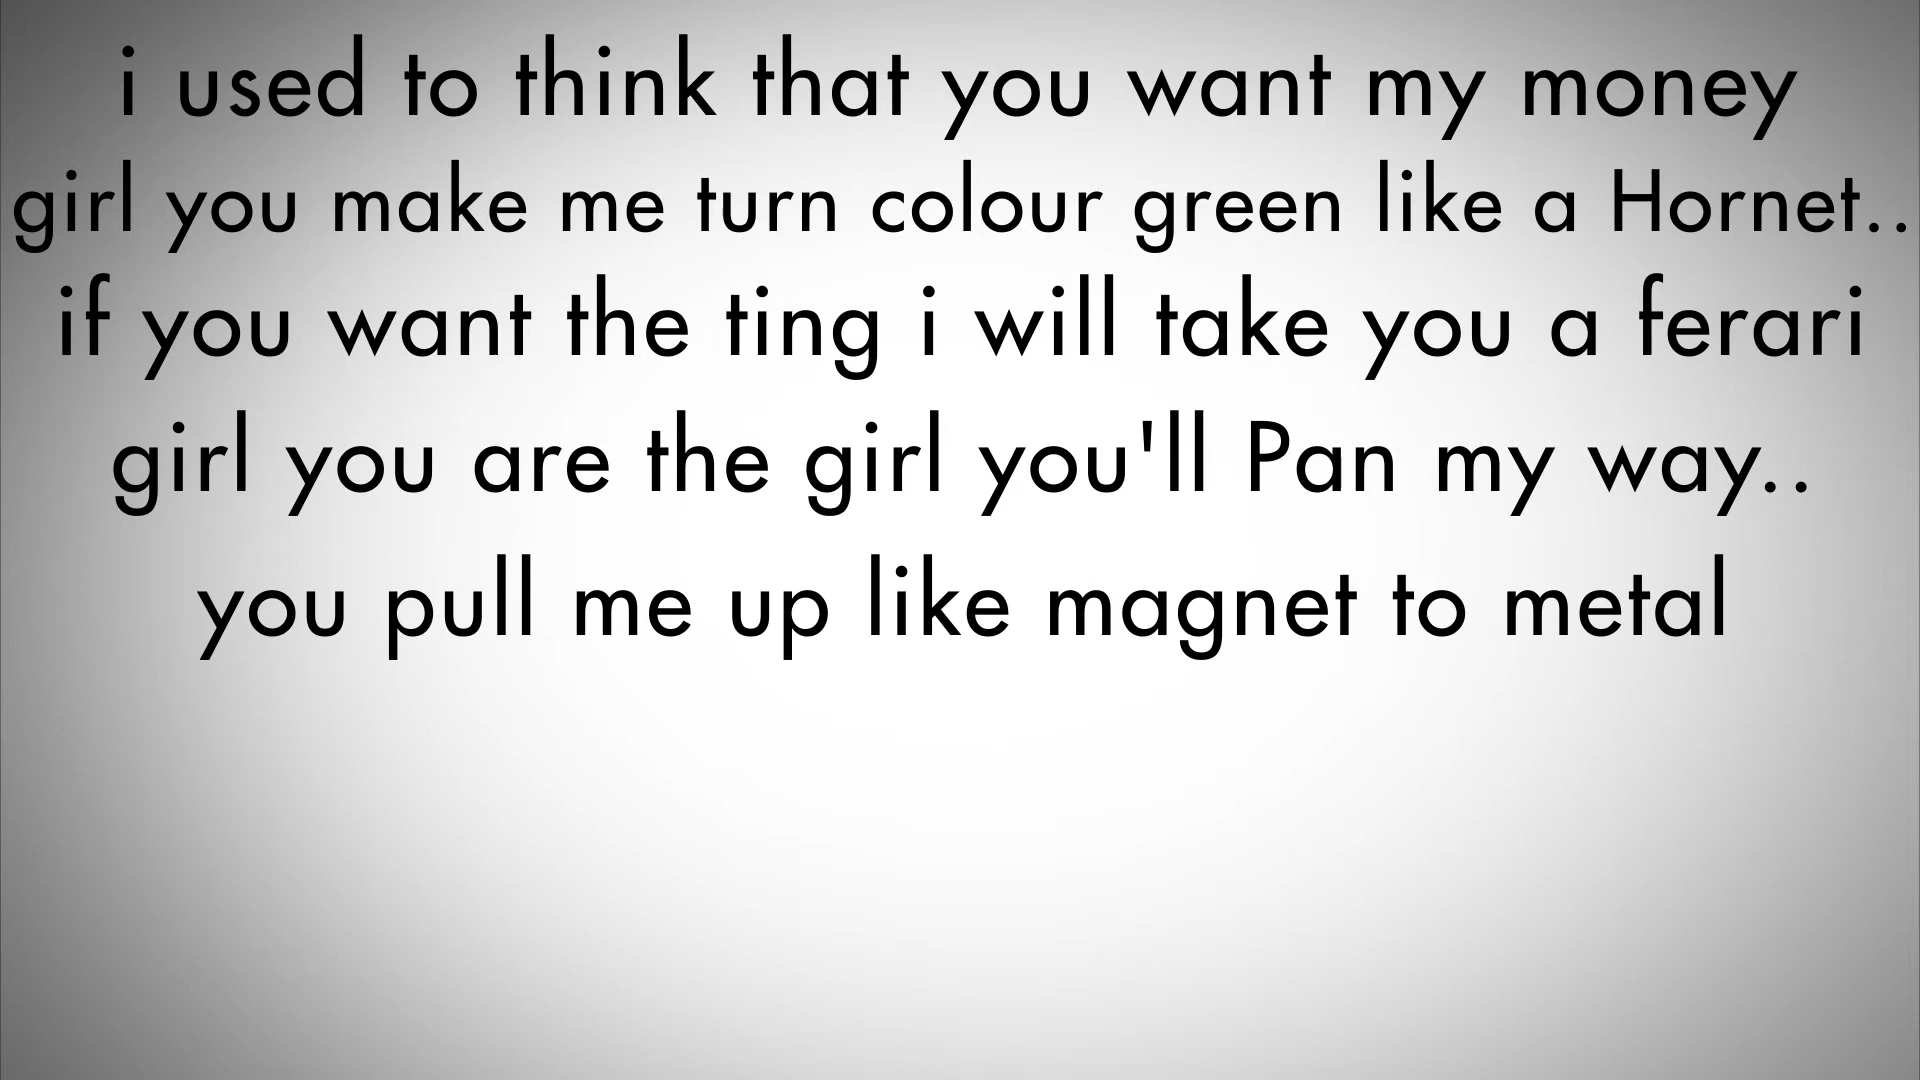 i used to think that you want my money
girl you make me turn colour green like a Hornet..
if you want the ting i will take you a ferari
girl you are the girl you'll Pan my way..
you pull me up like magnet to metal